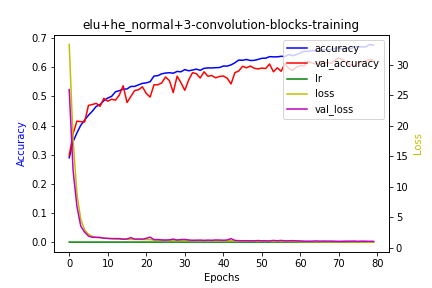 elu+he_normal+3-convolution-blocks-training
accuracy
val_accuracy
lr
loss
val_loss
Accuracy
Loss
0.7
0.6
0.5
0.4
0.3
0.2
0.1
0.0
30
25
20
15
10
5
0
0 10 20 30 40 50 60 70 80
Epochs